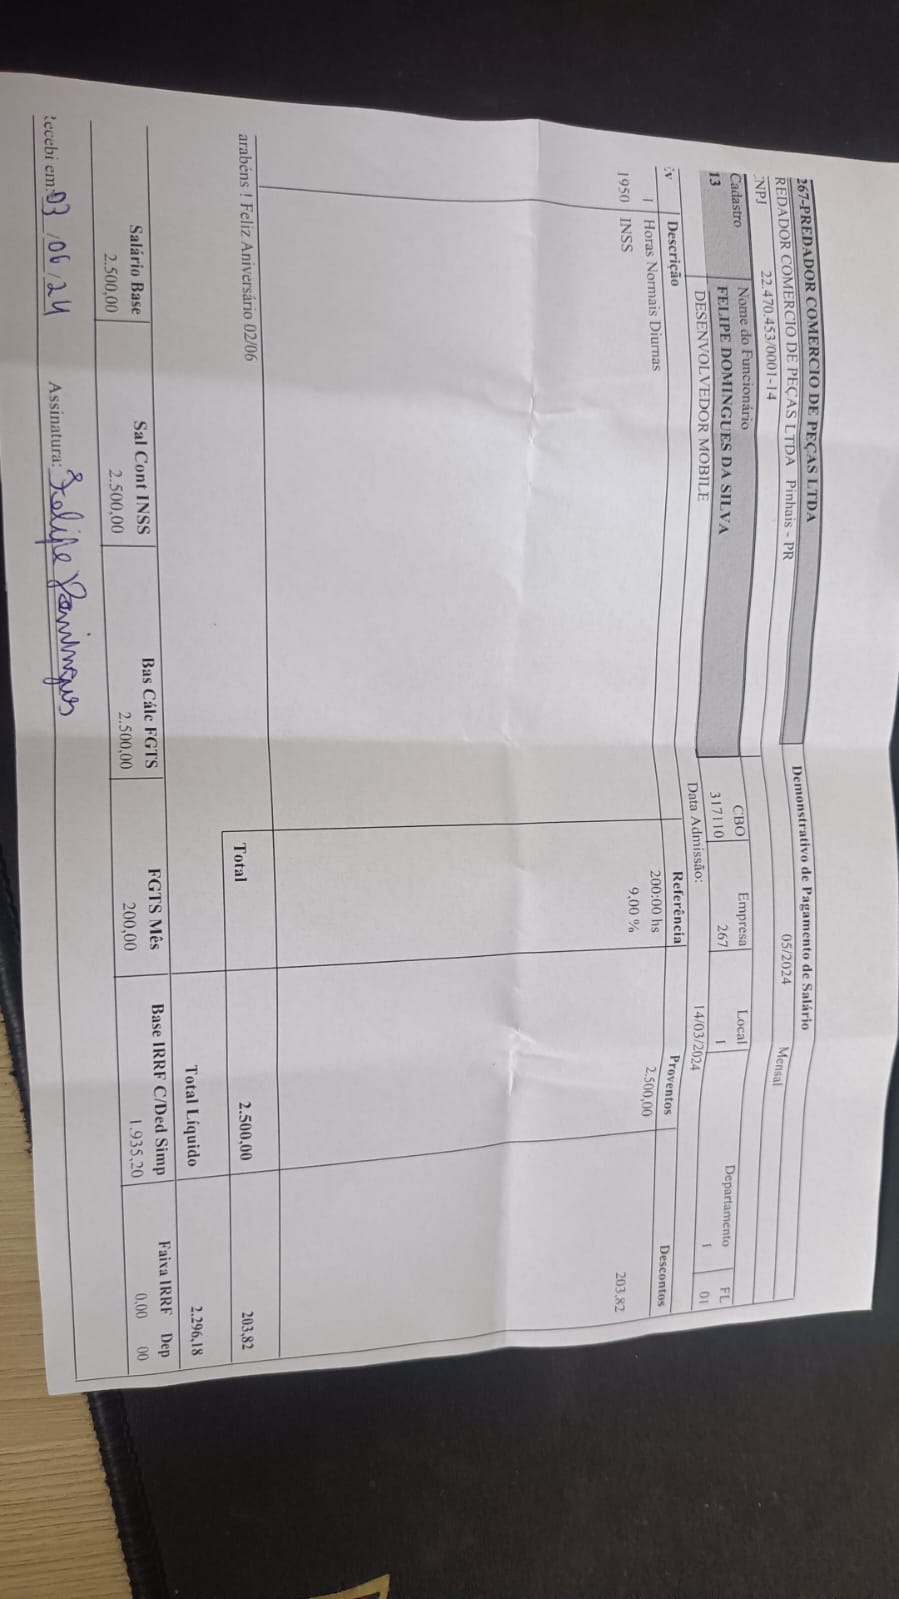 267-PREDADOR COMERCIO DE PEÇAS LTDA Demonstrativo de Pagamento de Salário
REDADOR COMERCIO DE PEÇAS LTDA Pinhais - PR 05/2024 Mensal
CNPJ 22.470.453/0001-14
Cadastro Nome do Funcionário CBO Empresa Local Departamento FL
13 FELIPE DOMINGUES DA SILVA 317110 267 1 1 01
DESENVOLVEDOR MOBILE Data Admissão: 14/03/2024
Ev Descrição Referência Proventos Descontos
1 Horas Normais Diurnas 200:00 hs 2.500,00
1950 INSS 9,00 % 203,82
arabéns ! Feliz Aniversário 02/06 Total 2.500,00 203,82
Total Líquido 2.296,18
Salário Base Sal Cont INSS Bas Cálc FGTS FGTS Mês Base IRRF C/Ded Simp Faixa IRRF Dep
2.500,00 2.500,00 2.500,00 200,00 1.935,20 0,00 00
Recebi em: 03/06/24 Assinatura: Felipe Domingues